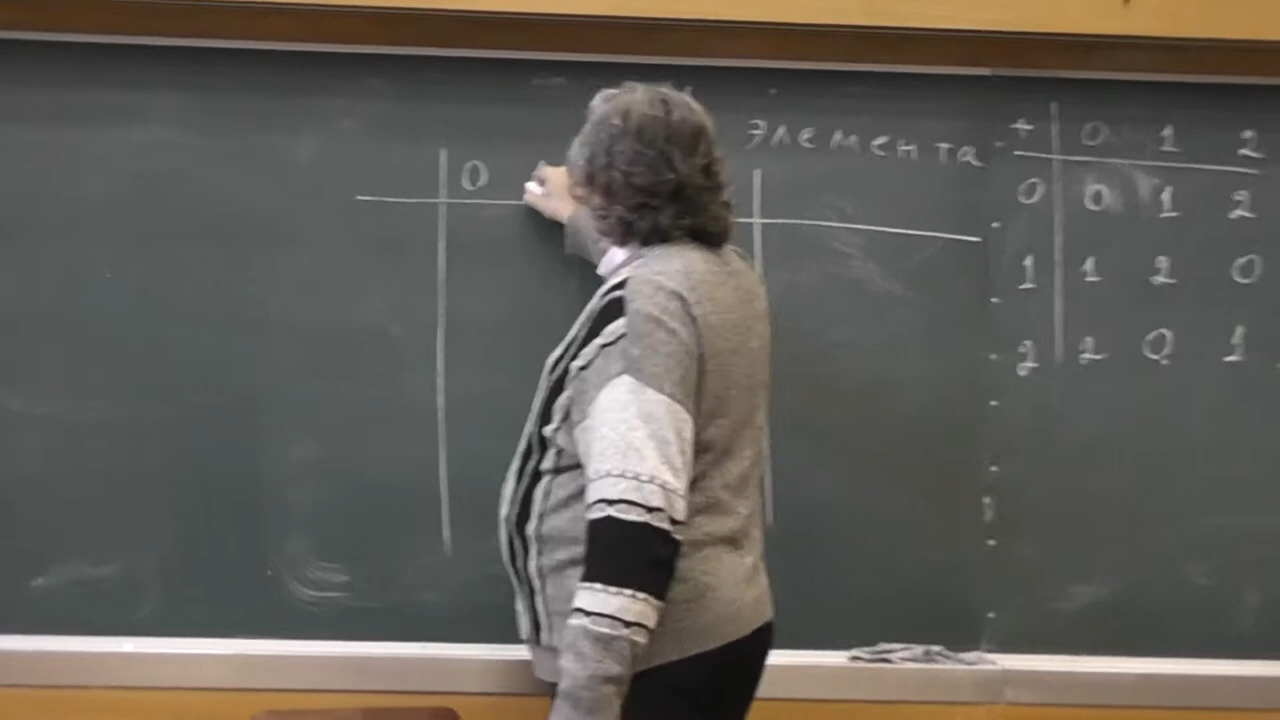 0
элемента
+ 0 1 2
0 0 1 2
1 1 2 0
2 2 0 1